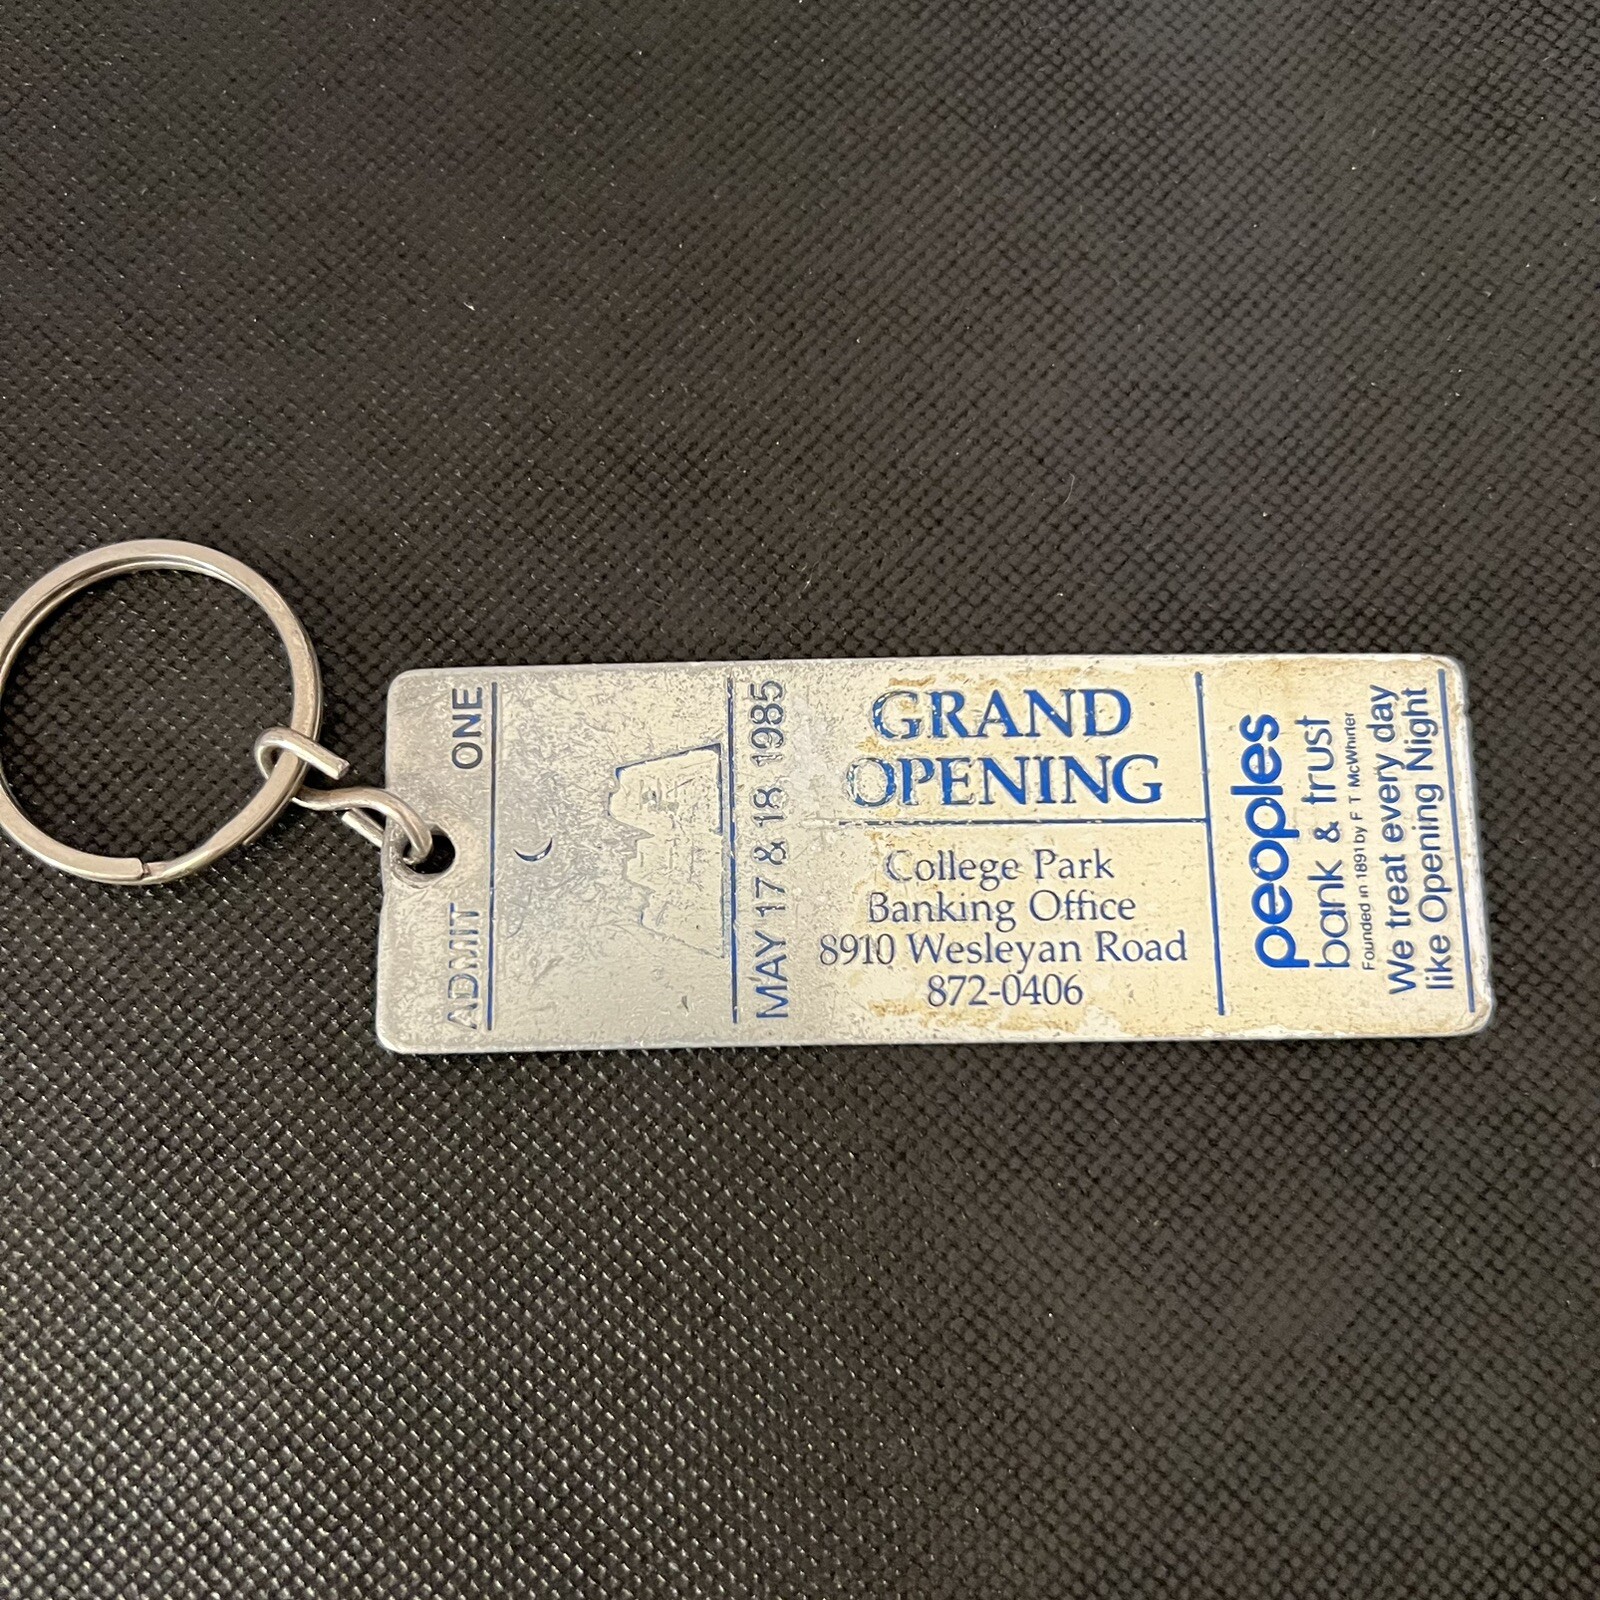 ADMIT ONE
MAY 17 & 18 1985
GRAND
OPENING
College Park
Banking Office
8910 Wesleyan Road
872-0406
peoples
bank & trust
Founded in 1891 by F T McWhirter
We treat every day
like Opening Night